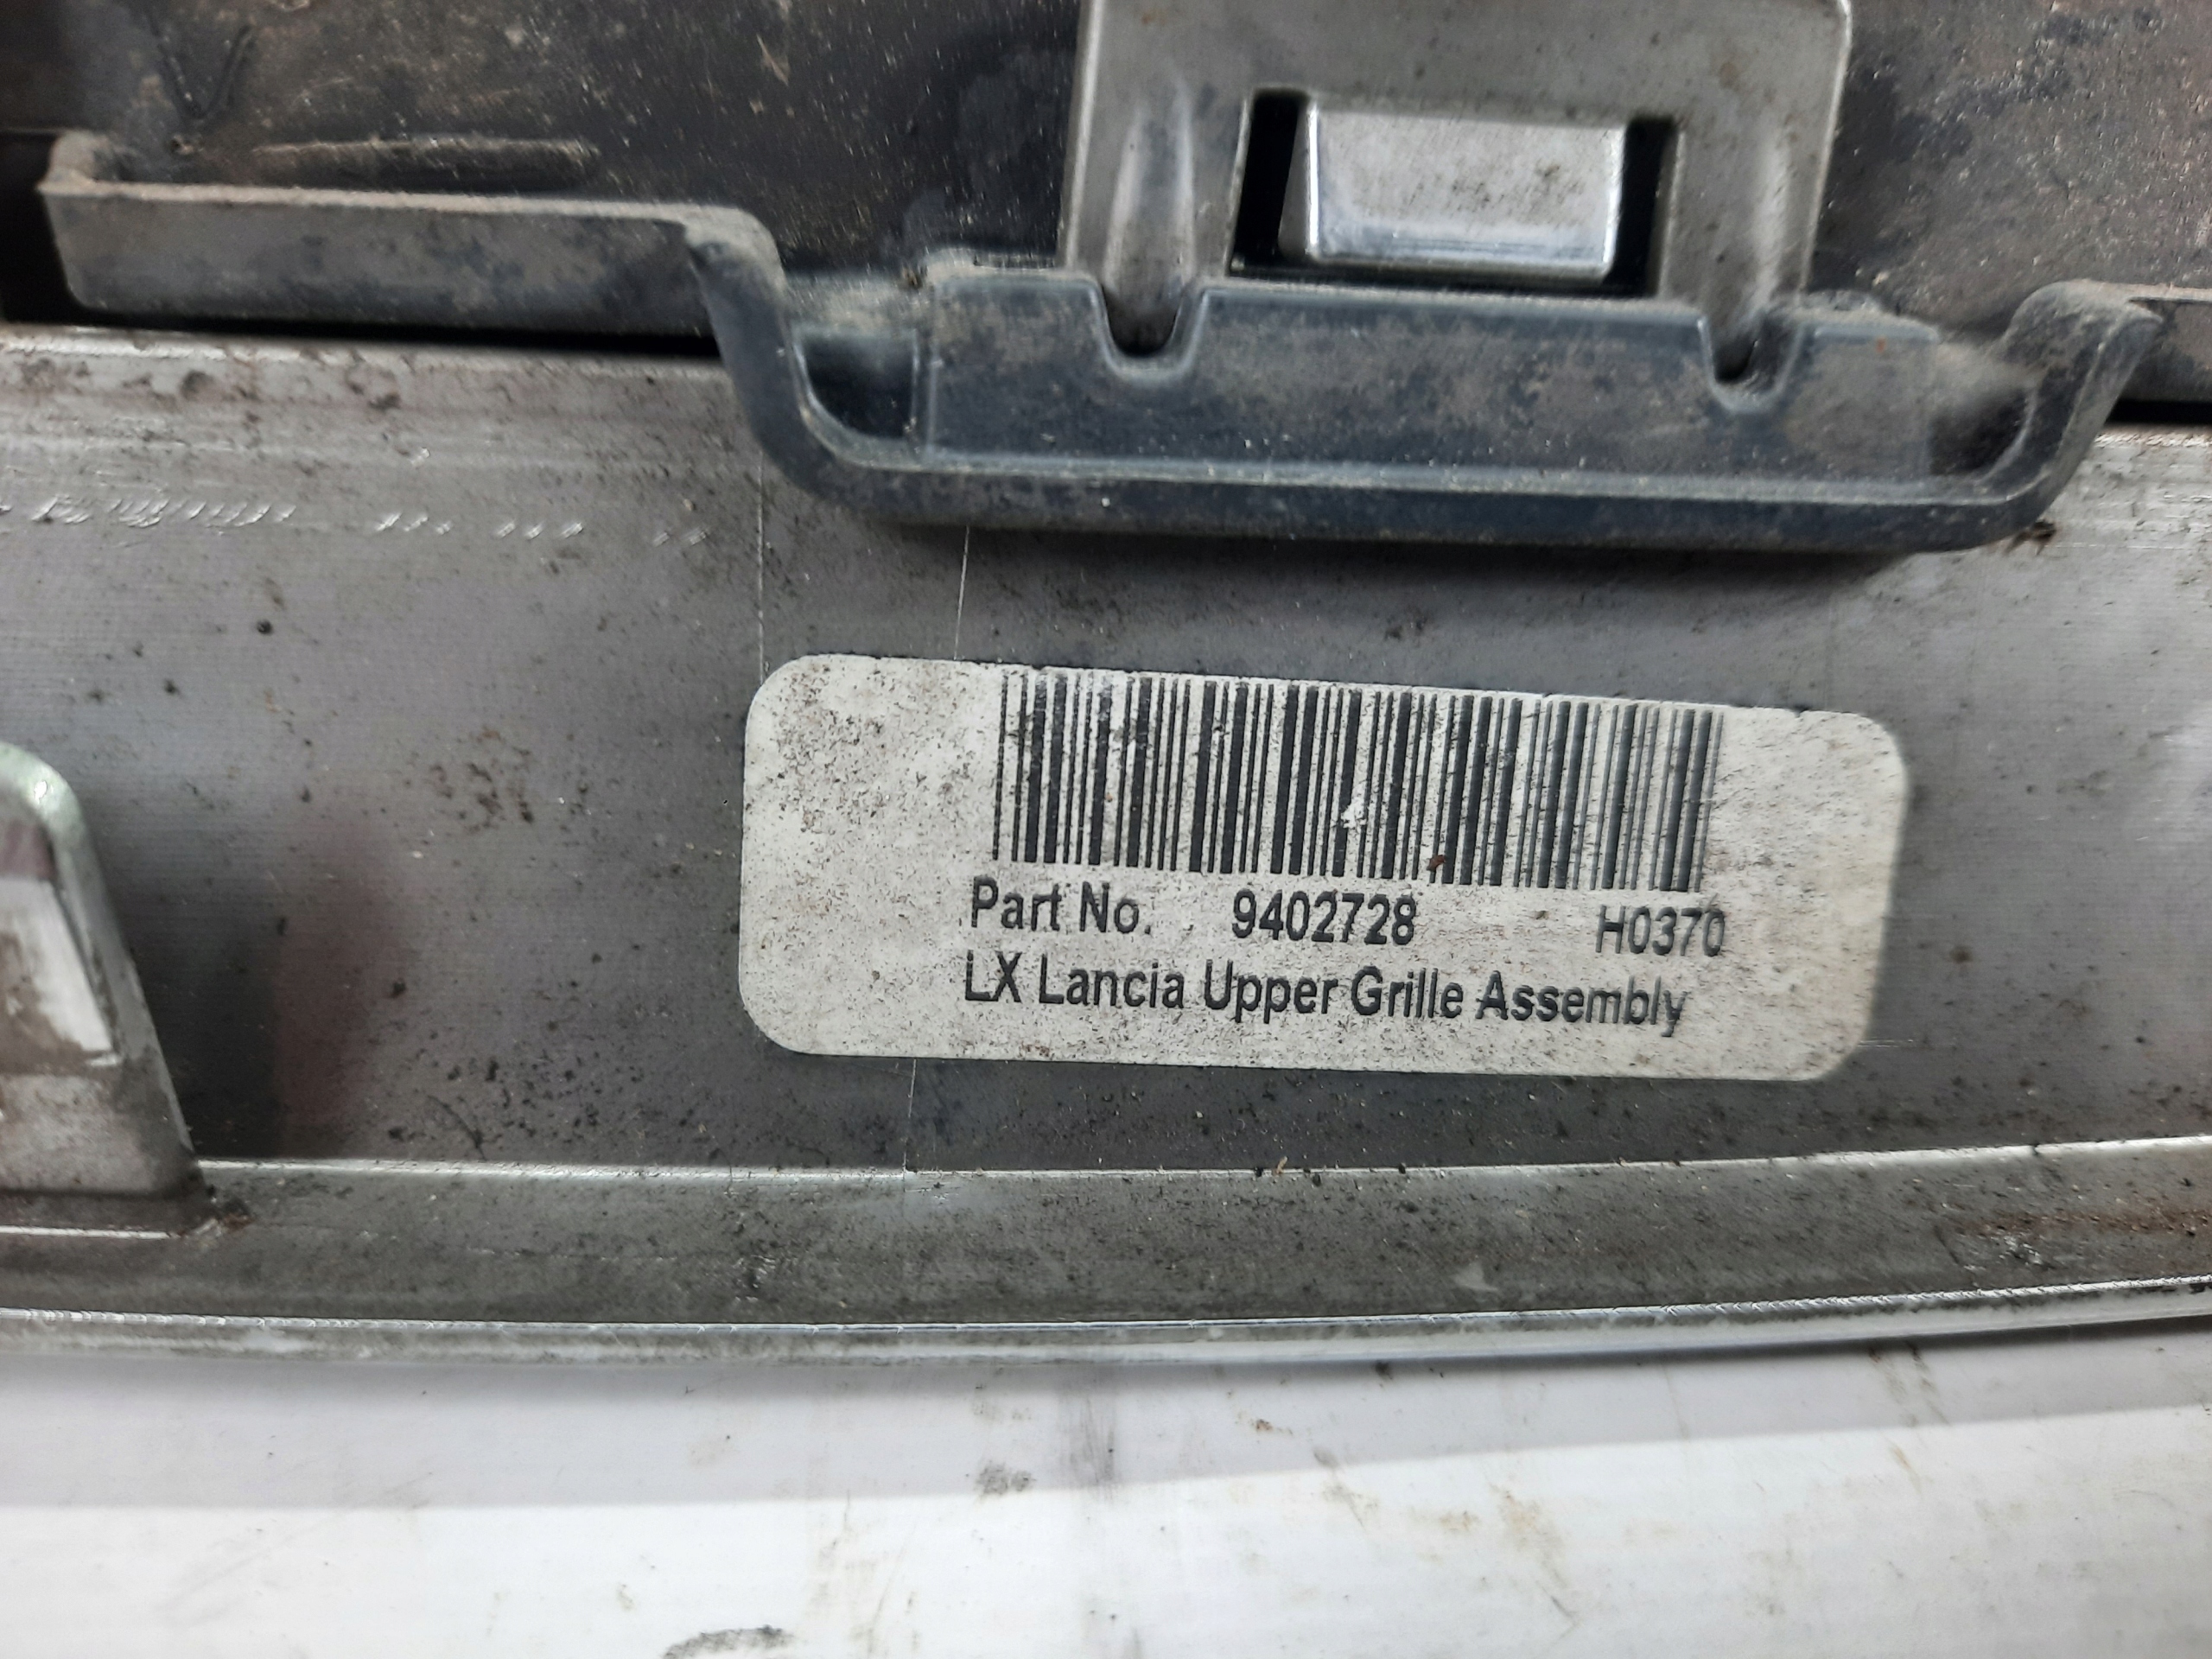 Part No. 9402728 H0370
LX Lancia Upper Grille Assembly